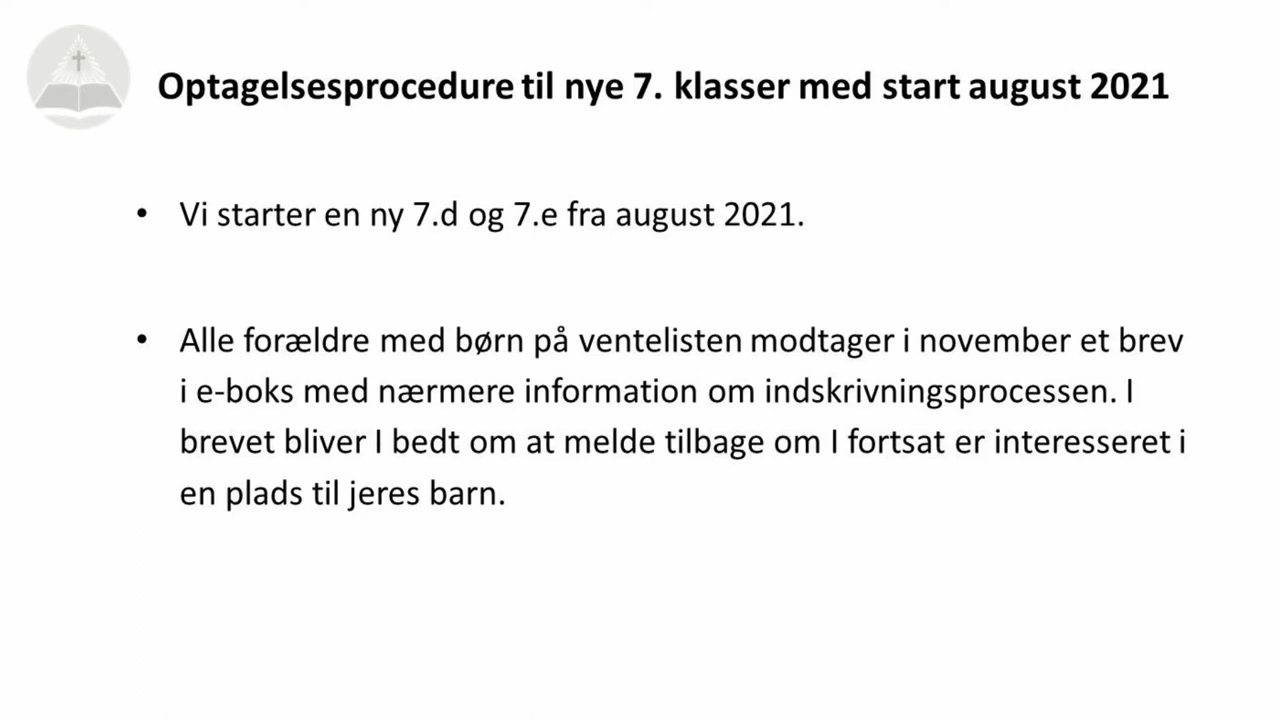 Optagelsesprocedure til nye 7. klasser med start august 2021
• Vi starter en ny 7.d og 7.e fra august 2021.
• Alle forældre med børn på ventelisten modtager i november et brev
i e-boks med nærmere information om indskrivningsprocessen. I
brevet bliver I bedt om at melde tilbage om I fortsat er interesseret i
en plads til jeres barn.